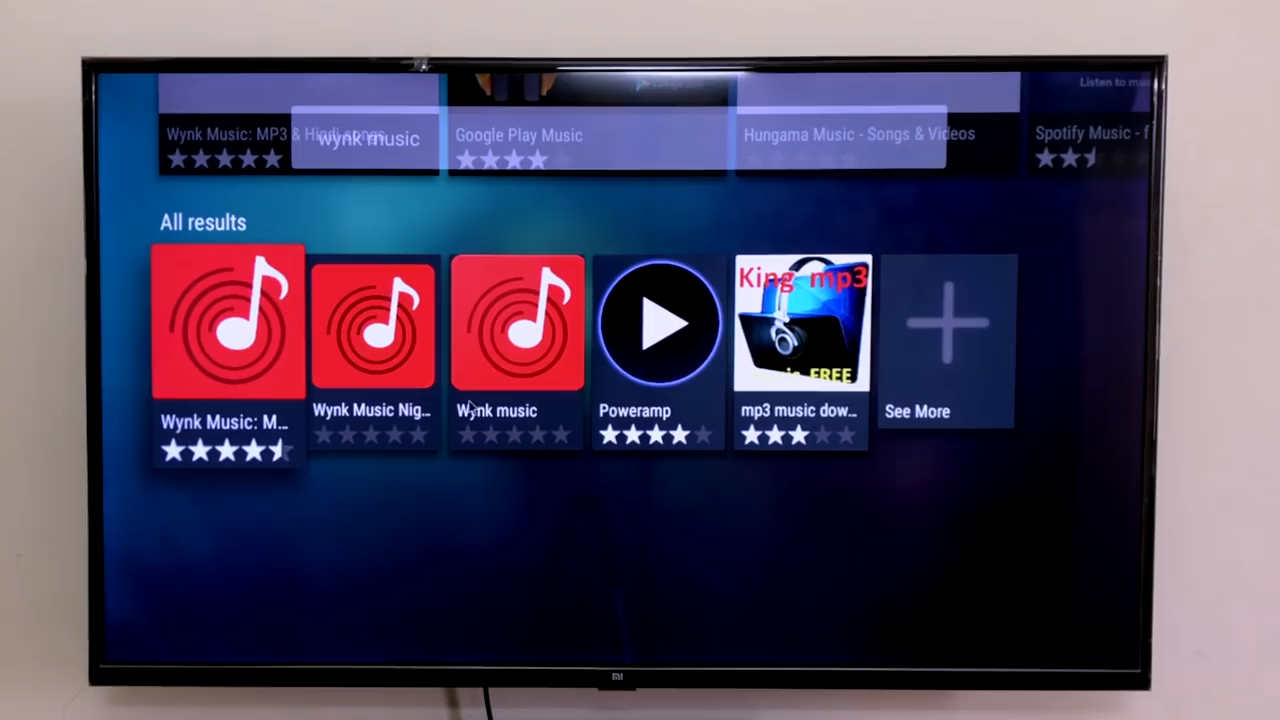 Listen to
Wynk Music: MP3 & Hindi songs
wynk music
Google Play Music
Hungama Music - Songs & Videos
Spotify Music - f
All results
Wynk Music: M...
Wynk Music Nig...
Wynk music
Poweramp
King mp3
FREE
mp3 music dow...
See More
MI